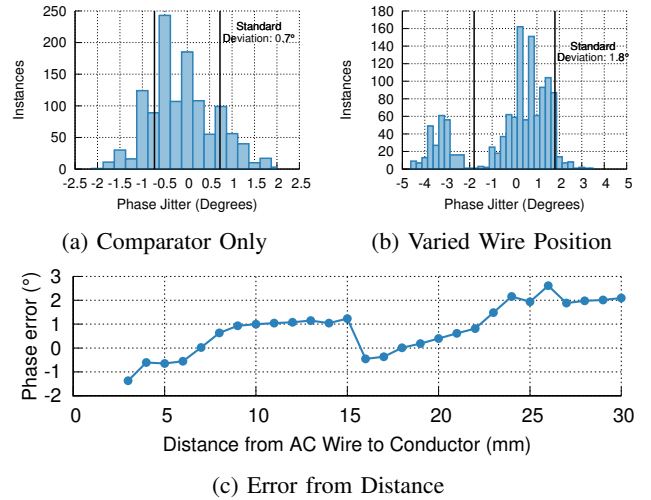 250
200
150
100
50
0
Instances
Standard
Deviation: 0.7°
-2.5 -1.5 -1 -0.5 0 0.5 1 1.5 2.5
Phase Jitter (Degrees)
(a) Comparator Only
180
160
140
120
100
80
60
40
20
0
Instances
Standard
Deviation: 1.8°
-5 -4 -3 -2 -1 0 1 2 3 4 5
Phase Jitter (Degrees)
(b) Varied Wire Position
3
2
1
0
-1
-2
Phase error (°)
0 5 10 15 20 25 30
Distance from AC Wire to Conductor (mm)
(c) Error from Distance